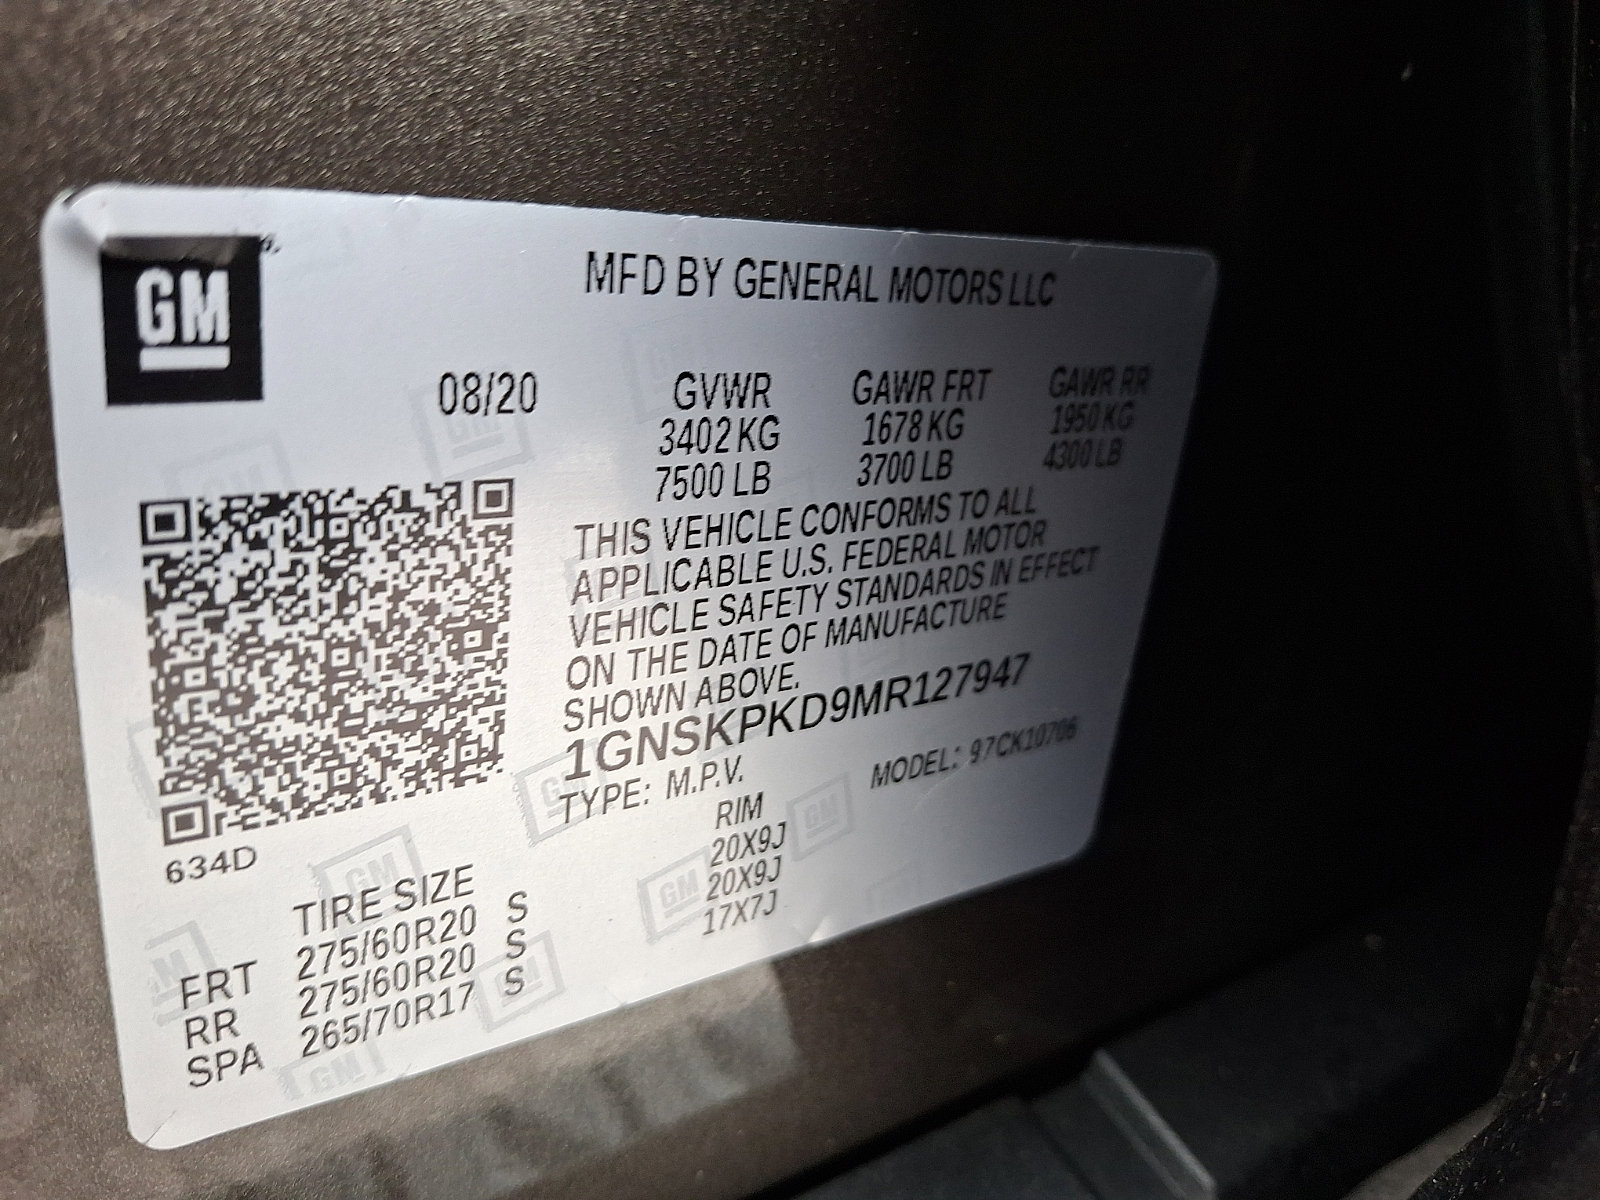 GM
MFD BY GENERAL MOTORS LLC
08/20 GVWR GAWR FRT GAWR RR
3402 KG 1678 KG 1950 KG
7500 LB 3700 LB 4300 LB
THIS VEHICLE CONFORMS TO ALL
APPLICABLE U.S. FEDERAL MOTOR
VEHICLE SAFETY STANDARDS IN EFFECT
ON THE DATE OF MANUFACTURE
SHOWN ABOVE.
1GNSKPKD9MR127947
TYPE: M.P.V. MODEL: 97CK10706
634D
TIRE SIZE RIM
FRT 275/60R20 S 20X9J
RR 275/60R20 S 20X9J
SPA 265/70R17 S 17X7J